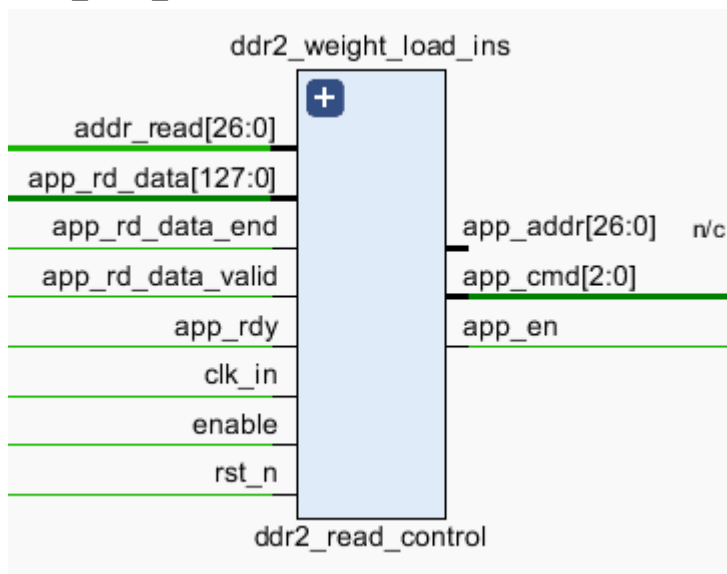 ddr2_weight_load_ins
addr_read[26:0]
app_rd_data[127:0]
app_rd_data_end
app_rd_data_valid
app_rdy
clk_in
enable
rst_n
app_addr[26:0] n/c
app_cmd[2:0]
app_en
ddr2_read_control